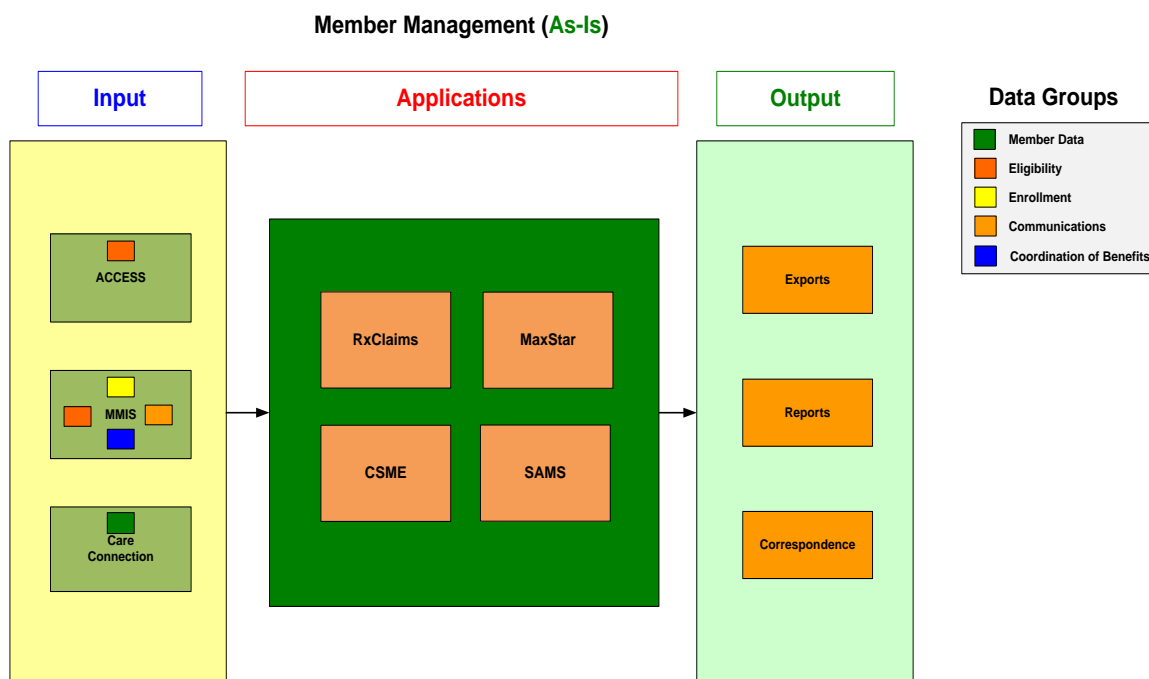 Member Management (As-Is)
Input
Applications
Output
Data Groups
Member Data
Eligibility
Enrollment
Communications
Coordination of Benefits
ACCESS
MMIS
Care
Connection
RxClaims
MaxStar
CSME
SAMS
Exports
Reports
Correspondence